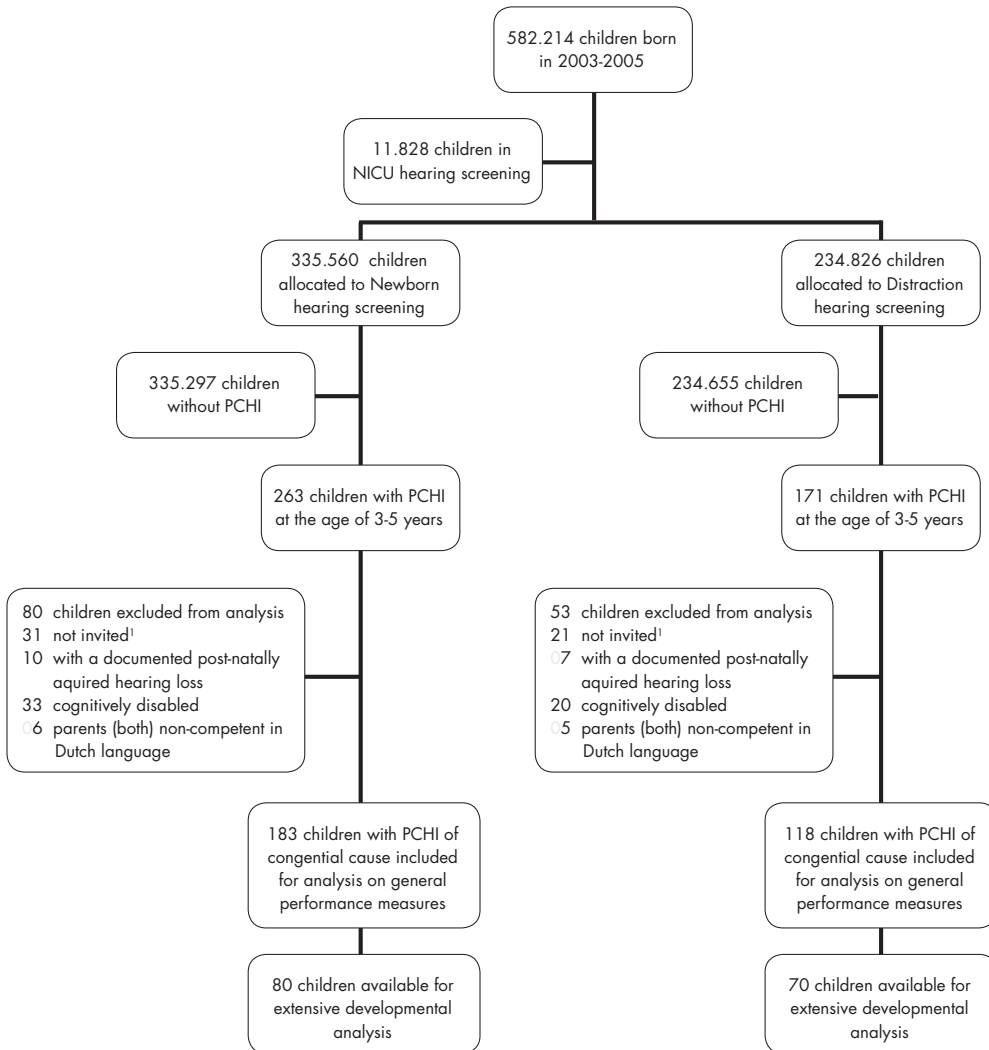 582.214 children born
in 2003-2005
11.828 children in
NICU hearing screening
335.560 children
allocated to Newborn
hearing screening
234.826 children
allocated to Distraction
hearing screening
335.297 children
without PCHI
234.655 children
without PCHI
263 children with PCHI
at the age of 3-5 years
171 children with PCHI
at the age of 3-5 years
80 children excluded from analysis
31 not invited¹
10 with a documented post-natally
aquired hearing loss
33 cognitively disabled
06 parents (both) non-competent in
Dutch language
53 children excluded from analysis
21 not invited¹
07 with a documented post-natally
aquired hearing loss
20 cognitively disabled
05 parents (both) non-competent in
Dutch language
183 children with PCHI of
congential cause included
for analysis on general
performance measures
118 children with PCHI of
congential cause included
for analysis on general
performance measures
80 children available for
extensive developmental
analysis
70 children available for
extensive developmental
analysis